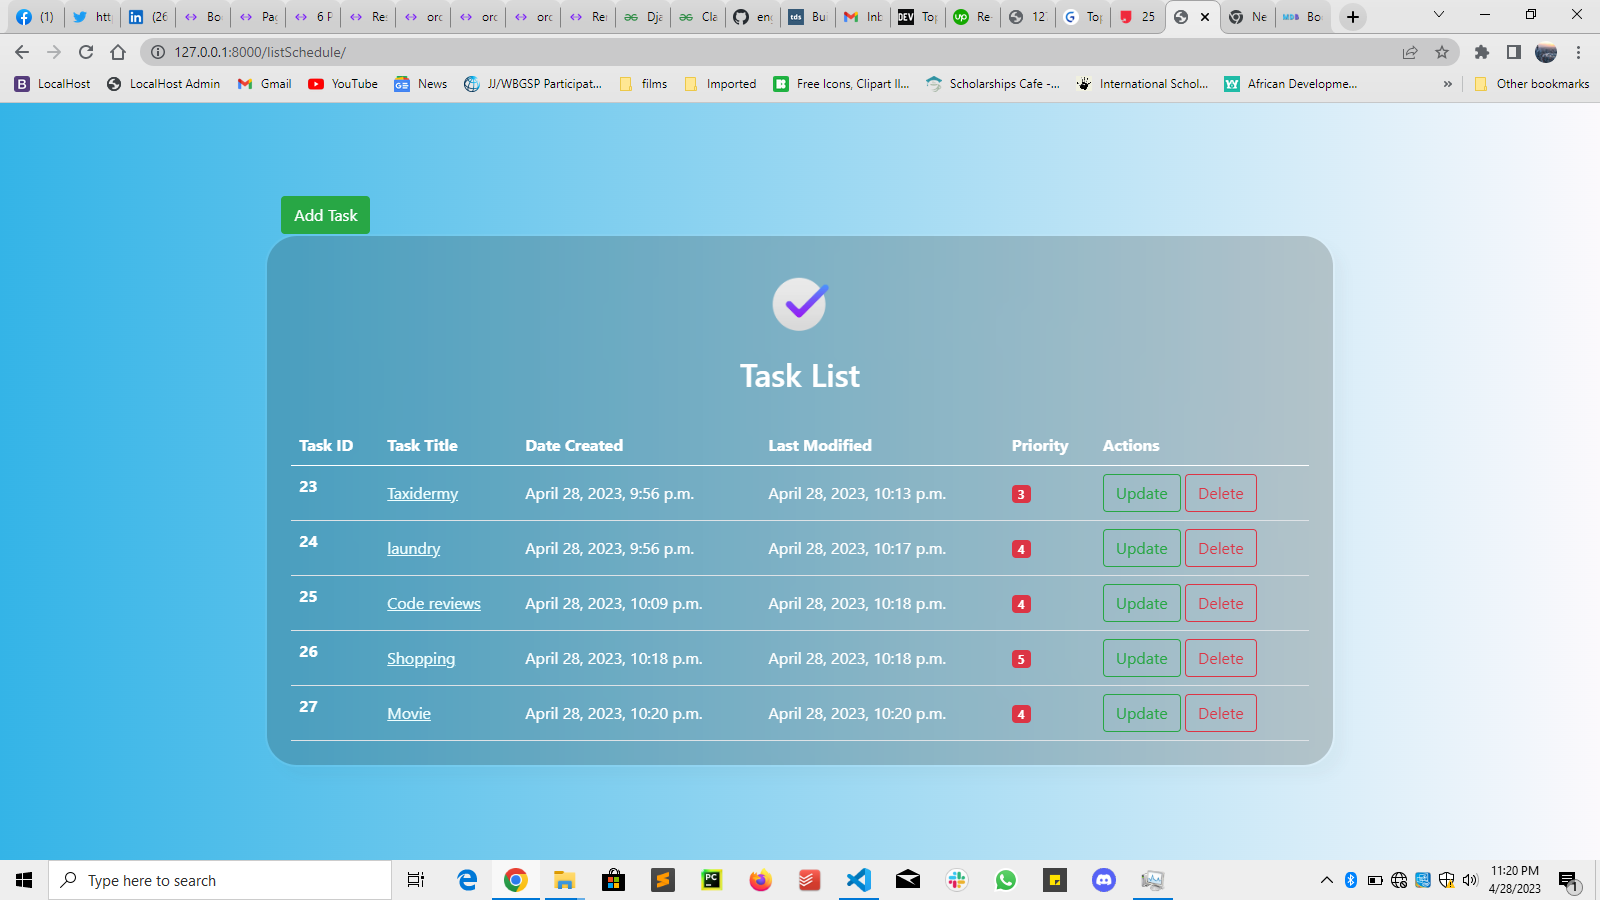 (1) htt (26 Bo Pag 6 P Re: orc orc orc Re Dja Cla en Bu Inb Top Re 127 Top 25 Ne Bo
127.0.0.1:8000/listSchedule/
LocalHost LocalHost Admin Gmail YouTube News JJ/WBGSP Participat... films Imported Free Icons, Clipart Il... Scholarships Cafe -... International Schol... African Developme... » Other bookmarks
Add Task
Task List
Task ID Task Title Date Created Last Modified Priority Actions
23 Taxidermy April 28, 2023, 9:56 p.m. April 28, 2023, 10:13 p.m. 3 Update Delete
24 laundry April 28, 2023, 9:56 p.m. April 28, 2023, 10:17 p.m. 4 Update Delete
25 Code reviews April 28, 2023, 10:09 p.m. April 28, 2023, 10:18 p.m. 4 Update Delete
26 Shopping April 28, 2023, 10:18 p.m. April 28, 2023, 10:18 p.m. 5 Update Delete
27 Movie April 28, 2023, 10:20 p.m. April 28, 2023, 10:20 p.m. 4 Update Delete
Type here to search
11:20 PM
4/28/2023
1